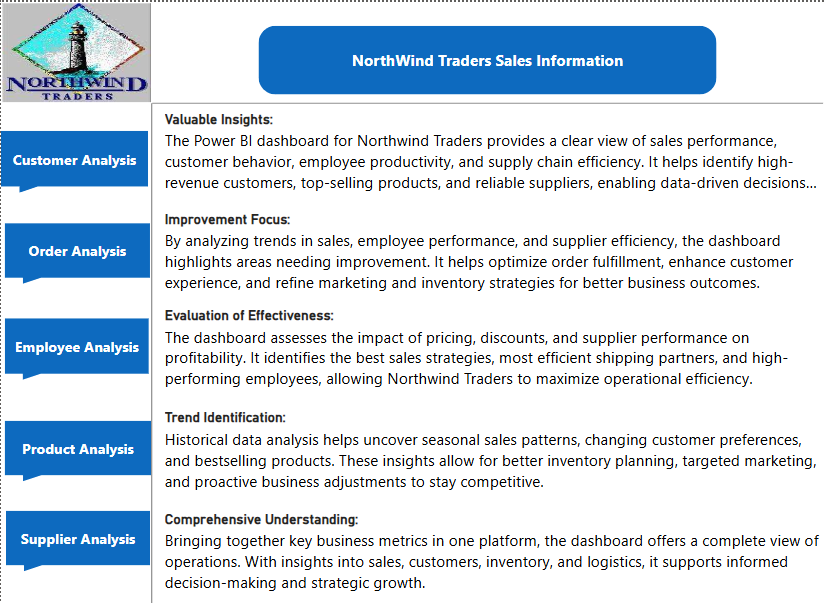 NORTHWIND
TRADERS
NorthWind Traders Sales Information
Customer Analysis
Order Analysis
Employee Analysis
Product Analysis
Supplier Analysis
Valuable Insights:
The Power BI dashboard for Northwind Traders provides a clear view of sales performance,
customer behavior, employee productivity, and supply chain efficiency. It helps identify high-
revenue customers, top-selling products, and reliable suppliers, enabling data-driven decisions...
Improvement Focus:
By analyzing trends in sales, employee performance, and supplier efficiency, the dashboard
highlights areas needing improvement. It helps optimize order fulfillment, enhance customer
experience, and refine marketing and inventory strategies for better business outcomes.
Evaluation of Effectiveness:
The dashboard assesses the impact of pricing, discounts, and supplier performance on
profitability. It identifies the best sales strategies, most efficient shipping partners, and high-
performing employees, allowing Northwind Traders to maximize operational efficiency.
Trend Identification:
Historical data analysis helps uncover seasonal sales patterns, changing customer preferences,
and bestselling products. These insights allow for better inventory planning, targeted marketing,
and proactive business adjustments to stay competitive.
Comprehensive Understanding:
Bringing together key business metrics in one platform, the dashboard offers a complete view of
operations. With insights into sales, customers, inventory, and logistics, it supports informed
decision-making and strategic growth.